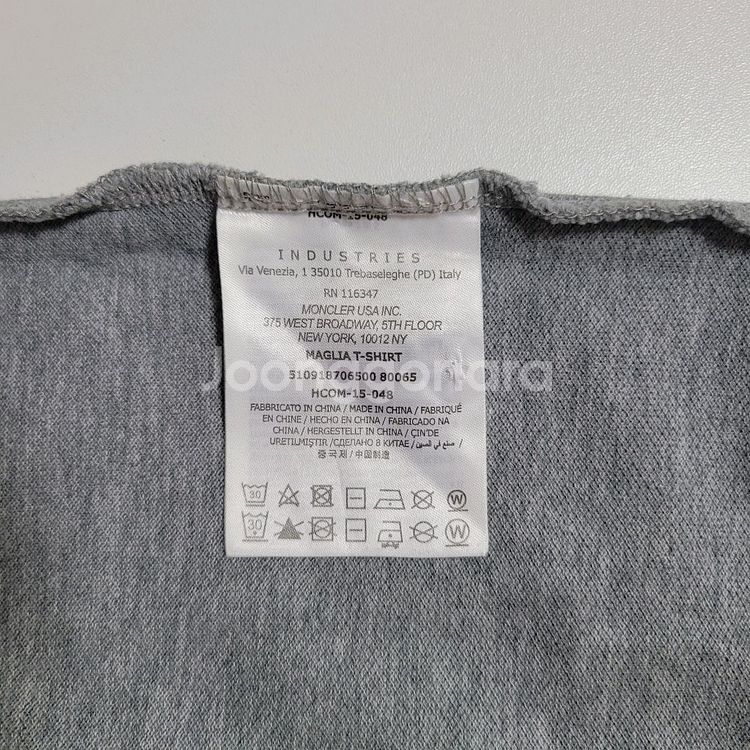 HCOM-15-048
INDUSTRIES
Via Venezia, 1 35010 Trebaseleghe (PD) Italy
RN 116347
MONCLER USA INC.
375 WEST BROADWAY, 5TH FLOOR
NEW YORK, 10012 NY
MAGLIA T-SHIRT
510918706500 80065
Joonggonara
HCOM-15-048
FABBRICATO IN CHINA / MADE IN CHINA / FABRIQUÉ
EN CHINE / HECHO EN CHINA / FABRICADO NA
CHINA / HERGESTELLT IN CHINA / ÇIN'DE
URETILMIŞTIR / СДЕЛАНО В КИТАЕ / صنع في الصين /
중국제 / 中国制造
30 W
30 W